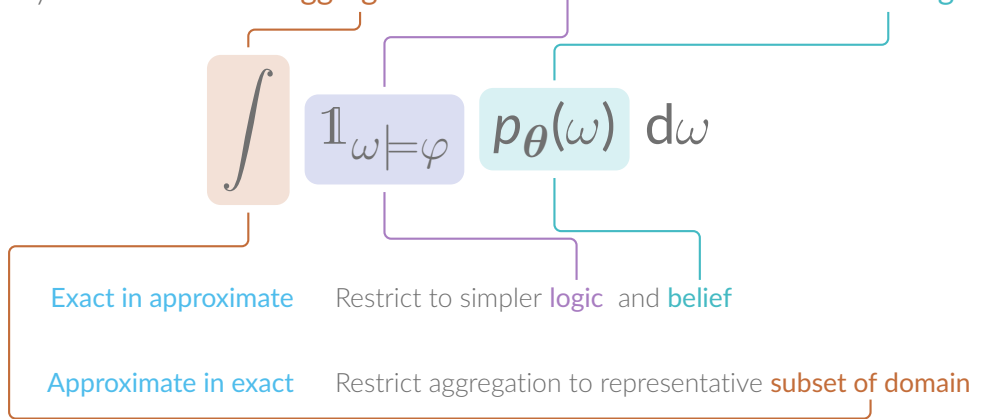 ∫ 𝟙ω⊨φ pθ(ω) dω
Exact in approximate Restrict to simpler logic and belief
Approximate in exact Restrict aggregation to representative subset of domain